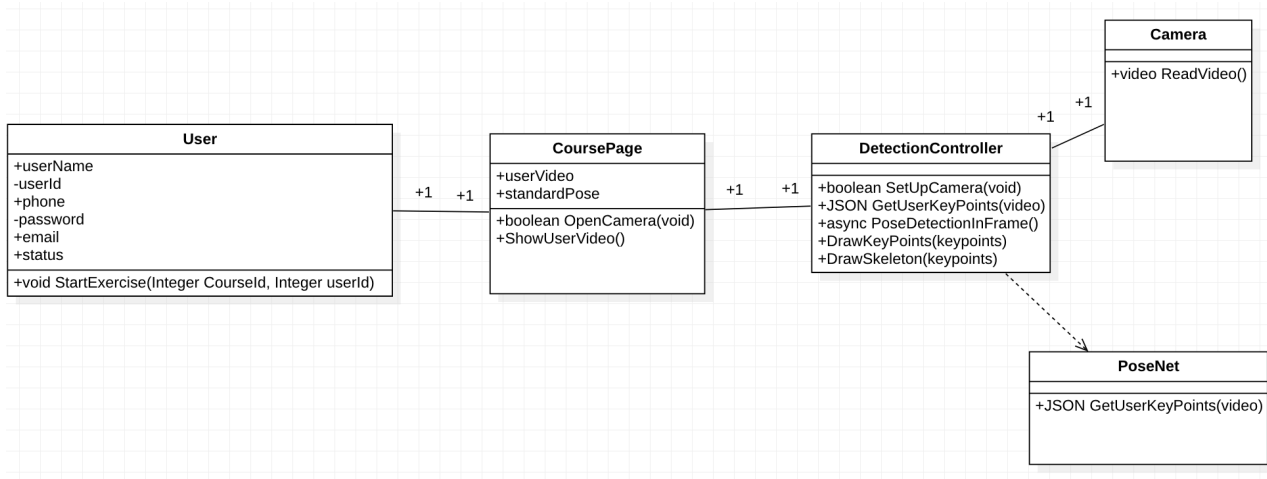 User
+userName
-userId
+phone
-password
+email
+status
+void StartExercise(Integer CourseId, Integer userId)
+1
+1
CoursePage
+userVideo
+standardPose
+boolean OpenCamera(void)
+ShowUserVideo()
+1
+1
DetectionController
+boolean SetUpCamera(void)
+JSON GetUserKeyPoints(video)
+async PoseDetectionInFrame()
+DrawKeyPoints(keypoints)
+DrawSkeleton(keypoints)
+1
+1
Camera
+video ReadVideo()
PoseNet
+JSON GetUserKeyPoints(video)